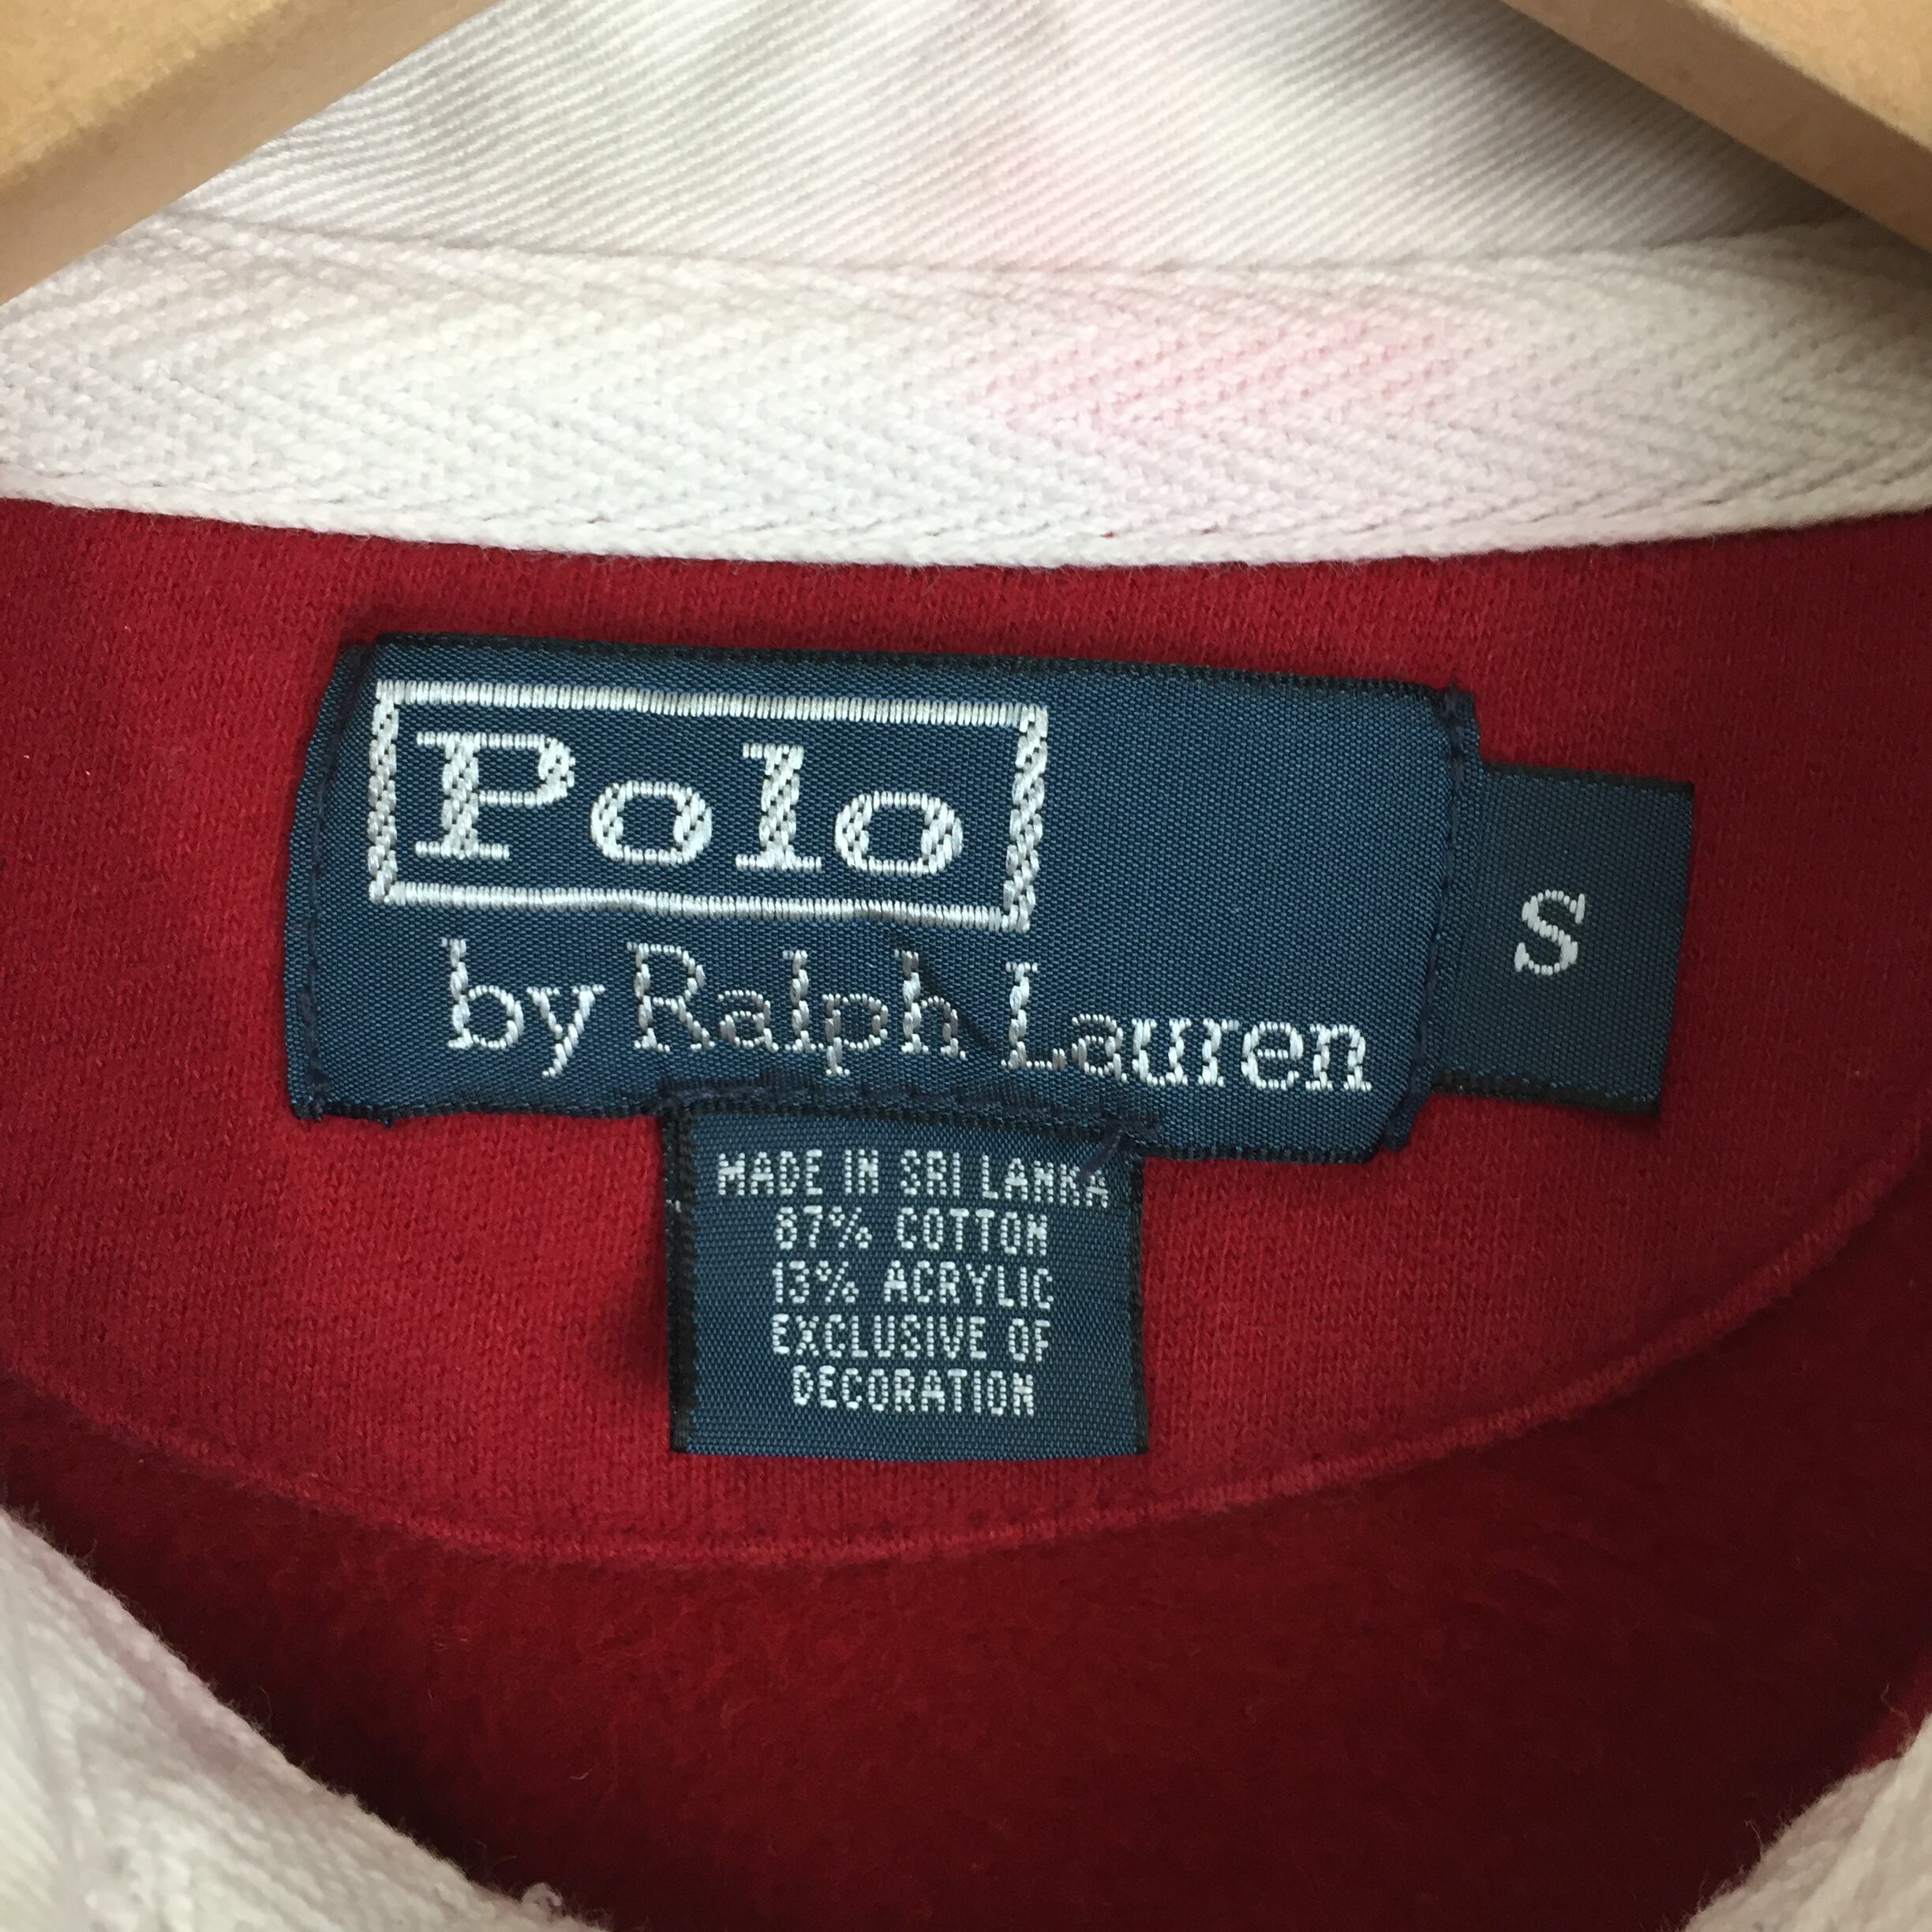 Polo
by Ralph Lauren
S
MADE IN SRI LANKA
87% COTTON
13% ACRYLIC
EXCLUSIVE OF
DECORATION